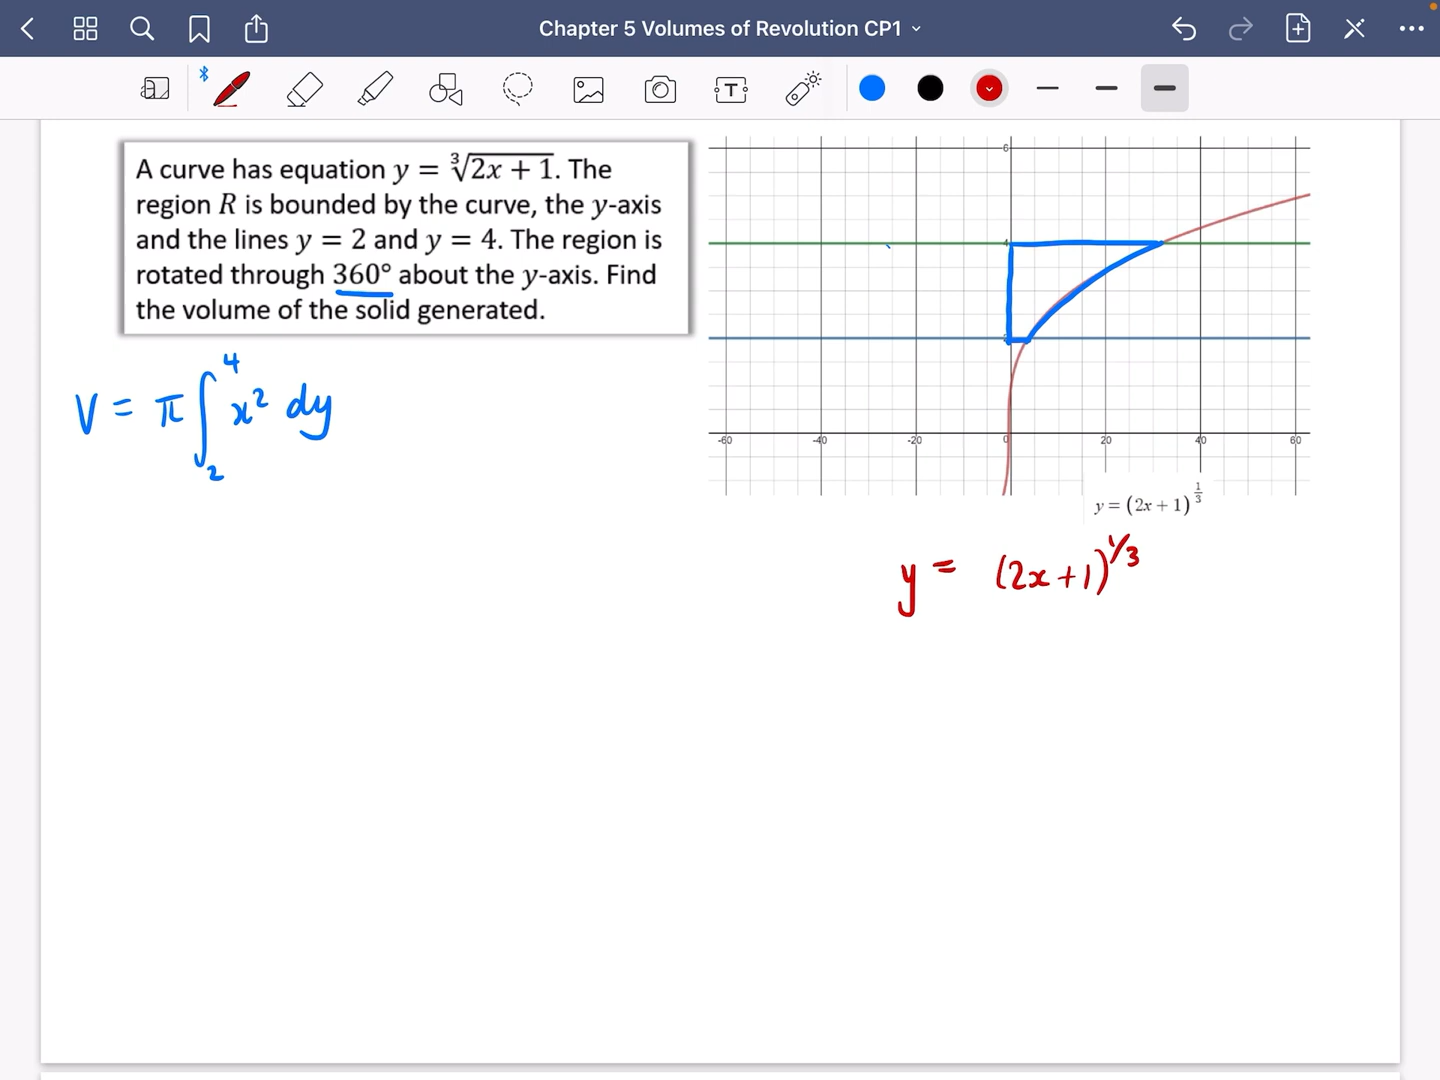 Chapter 5 Volumes of Revolution CP1
T
A curve has equation y = ∛(2x + 1). The
region R is bounded by the curve, the y-axis
and the lines y = 2 and y = 4. The region is
rotated through 360° about the y-axis. Find
the volume of the solid generated.
V = π∫₂⁴ x² dy
6
4
2
-60 -40 -20 0 20 40 60
y = (2x + 1)^(1/3)
y = (2x+1)^(1/3)